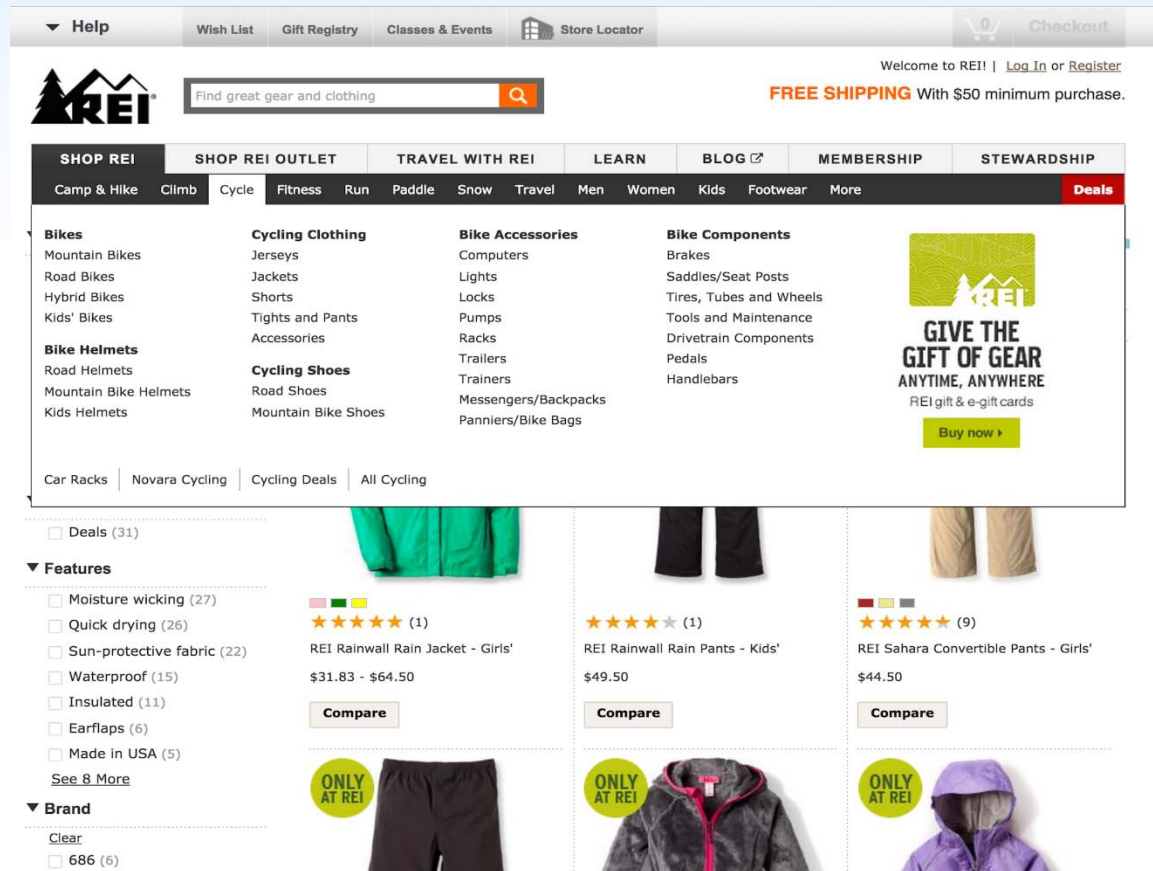 Help
Wish List
Gift Registry
Classes & Events
Store Locator
0
Checkout
Welcome to REI! | Log In or Register
REI
Find great gear and clothing
FREE SHIPPING With $50 minimum purchase.
SHOP REI
SHOP REI OUTLET
TRAVEL WITH REI
LEARN
BLOG
MEMBERSHIP
STEWARDSHIP
Camp & Hike
Climb
Cycle
Fitness
Run
Paddle
Snow
Travel
Men
Women
Kids
Footwear
More
Deals
Bikes
Mountain Bikes
Road Bikes
Hybrid Bikes
Kids' Bikes
Bike Helmets
Road Helmets
Mountain Bike Helmets
Kids Helmets
Cycling Clothing
Jerseys
Jackets
Shorts
Tights and Pants
Accessories
Cycling Shoes
Road Shoes
Mountain Bike Shoes
Bike Accessories
Computers
Lights
Locks
Pumps
Racks
Trailers
Trainers
Messengers/Backpacks
Panniers/Bike Bags
Bike Components
Brakes
Saddles/Seat Posts
Tires, Tubes and Wheels
Tools and Maintenance
Drivetrain Components
Pedals
Handlebars
REI
GIVE THE
GIFT OF GEAR
ANYTIME, ANYWHERE
REI gift & e-gift cards
Buy now
Car Racks
Novara Cycling
Cycling Deals
All Cycling
Deals (31)
Features
Moisture wicking (27)
Quick drying (26)
Sun-protective fabric (22)
Waterproof (15)
Insulated (11)
Earflaps (6)
Made in USA (5)
See 8 More
Brand
Clear
686 (6)
(1)
REI Rainwall Rain Jacket - Girls'
$31.83 - $64.50
Compare
(1)
REI Rainwall Rain Pants - Kids'
$49.50
Compare
(9)
REI Sahara Convertible Pants - Girls'
$44.50
Compare
ONLY
AT REI
ONLY
AT REI
ONLY
AT REI